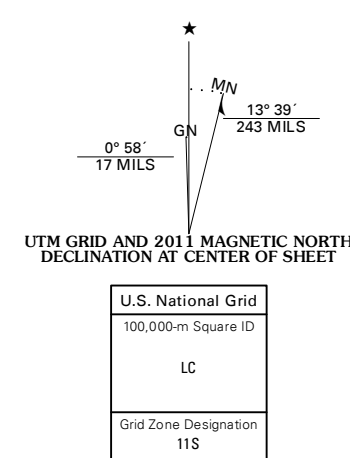 ★
MN
13° 39´
243 MILS
GN
0° 58´
17 MILS
UTM GRID AND 2011 MAGNETIC NORTH
DECLINATION AT CENTER OF SHEET
U.S. National Grid
100,000-m Square ID
LC
Grid Zone Designation
11S